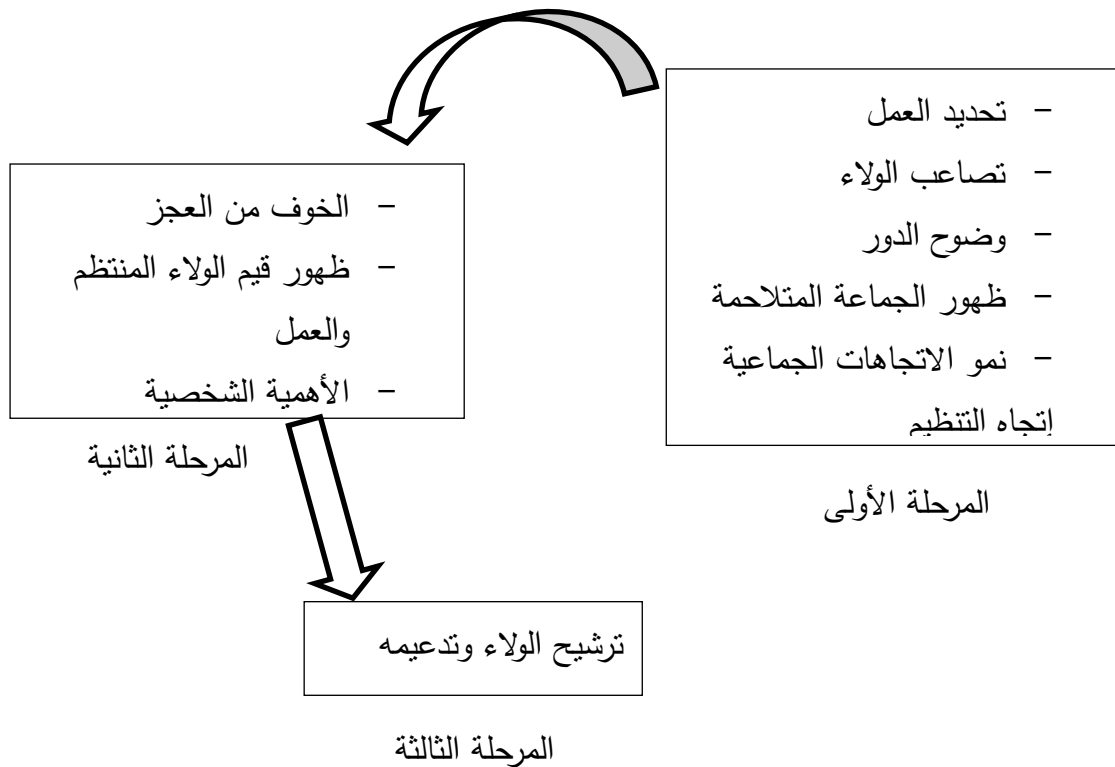 - تحديد العمل
- تصاعب الولاء
- وضوح الدور
- ظهور الجماعة المتلاحمة
- نمو الاتجاهات الجماعية
إتجاه التنظيم
المرحلة الأولى
- الخوف من العجز
- ظهور قيم الولاء المنتظم
والعمل
- الأهمية الشخصية
المرحلة الثانية
ترشيح الولاء وتدعيمه
المرحلة الثالثة